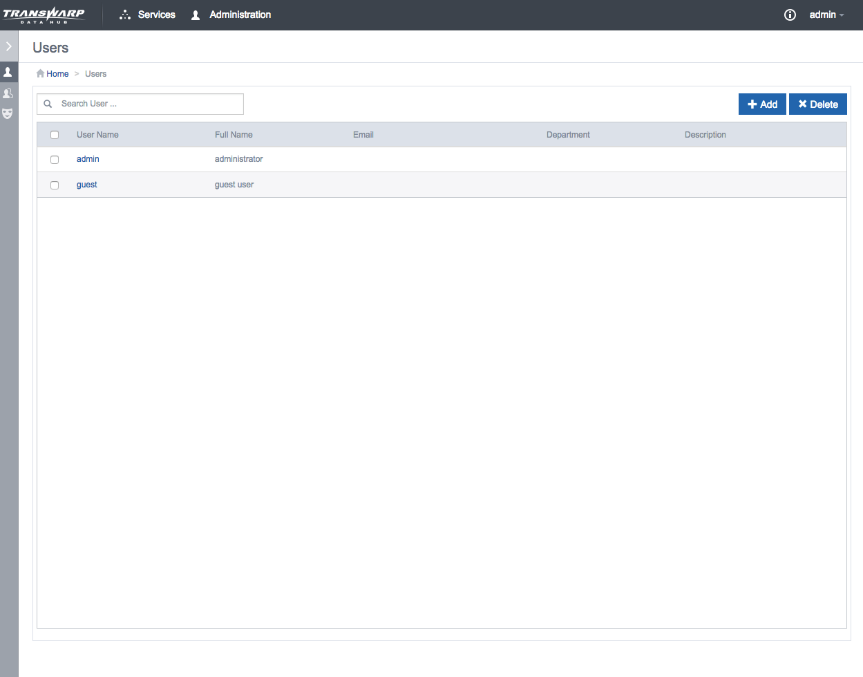 TRANSWARP
DATA HUB
Services
Administration
admin
Users
Home > Users
Search User ...
Add
Delete
User Name Full Name Email Department Description
admin administrator
guest guest user